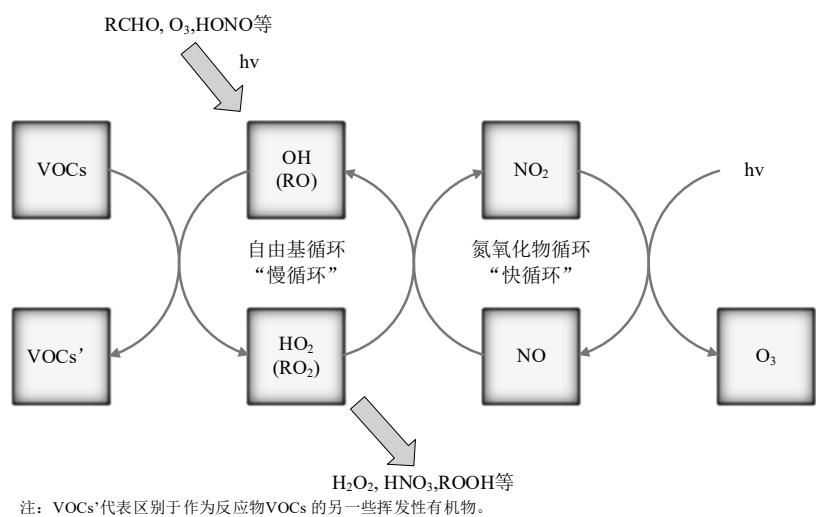 RCHO, O₃,HONO等
hv
VOCs
OH
(RO)
NO₂
hv
自由基循环
“慢循环”
氮氧化物循环
“快循环”
VOCs’
HO₂
(RO₂)
NO
O₃
H₂O₂, HNO₃,ROOH等
注：VOCs’代表区别于作为反应物VOCs 的另一些挥发性有机物。